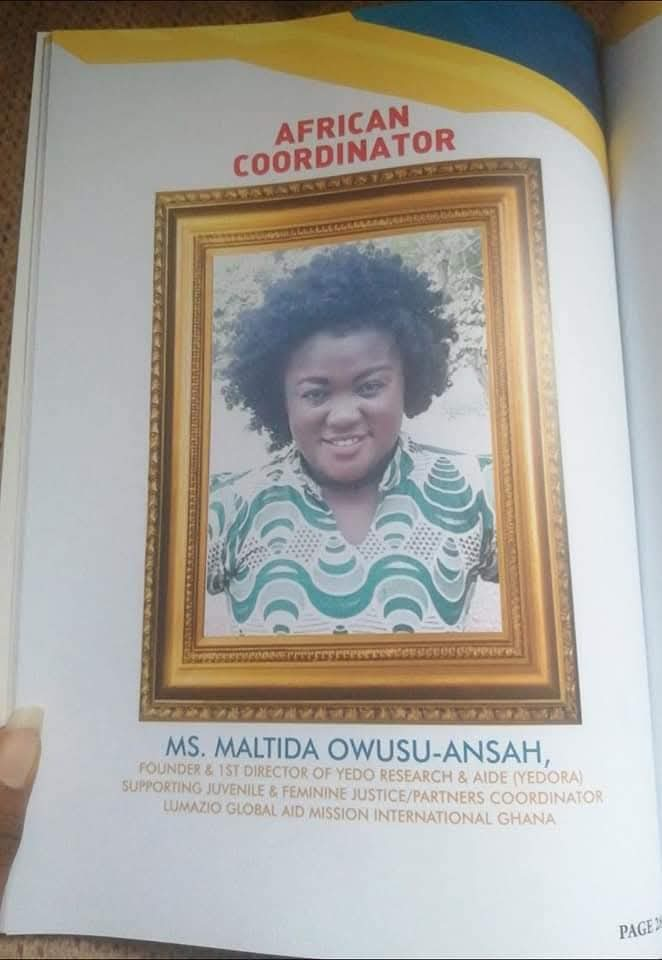 AFRICAN
COORDINATOR
MS. MALTIDA OWUSU-ANSAH,
FOUNDER & 1ST DIRECTOR OF YEDO RESEARCH & AIDE (YEDORA)
SUPPORTING JUVENILE & FEMININE JUSTICE/PARTNERS COORDINATOR
LUMAZIO GLOBAL AID MISSION INTERNATIONAL GHANA
PAGE